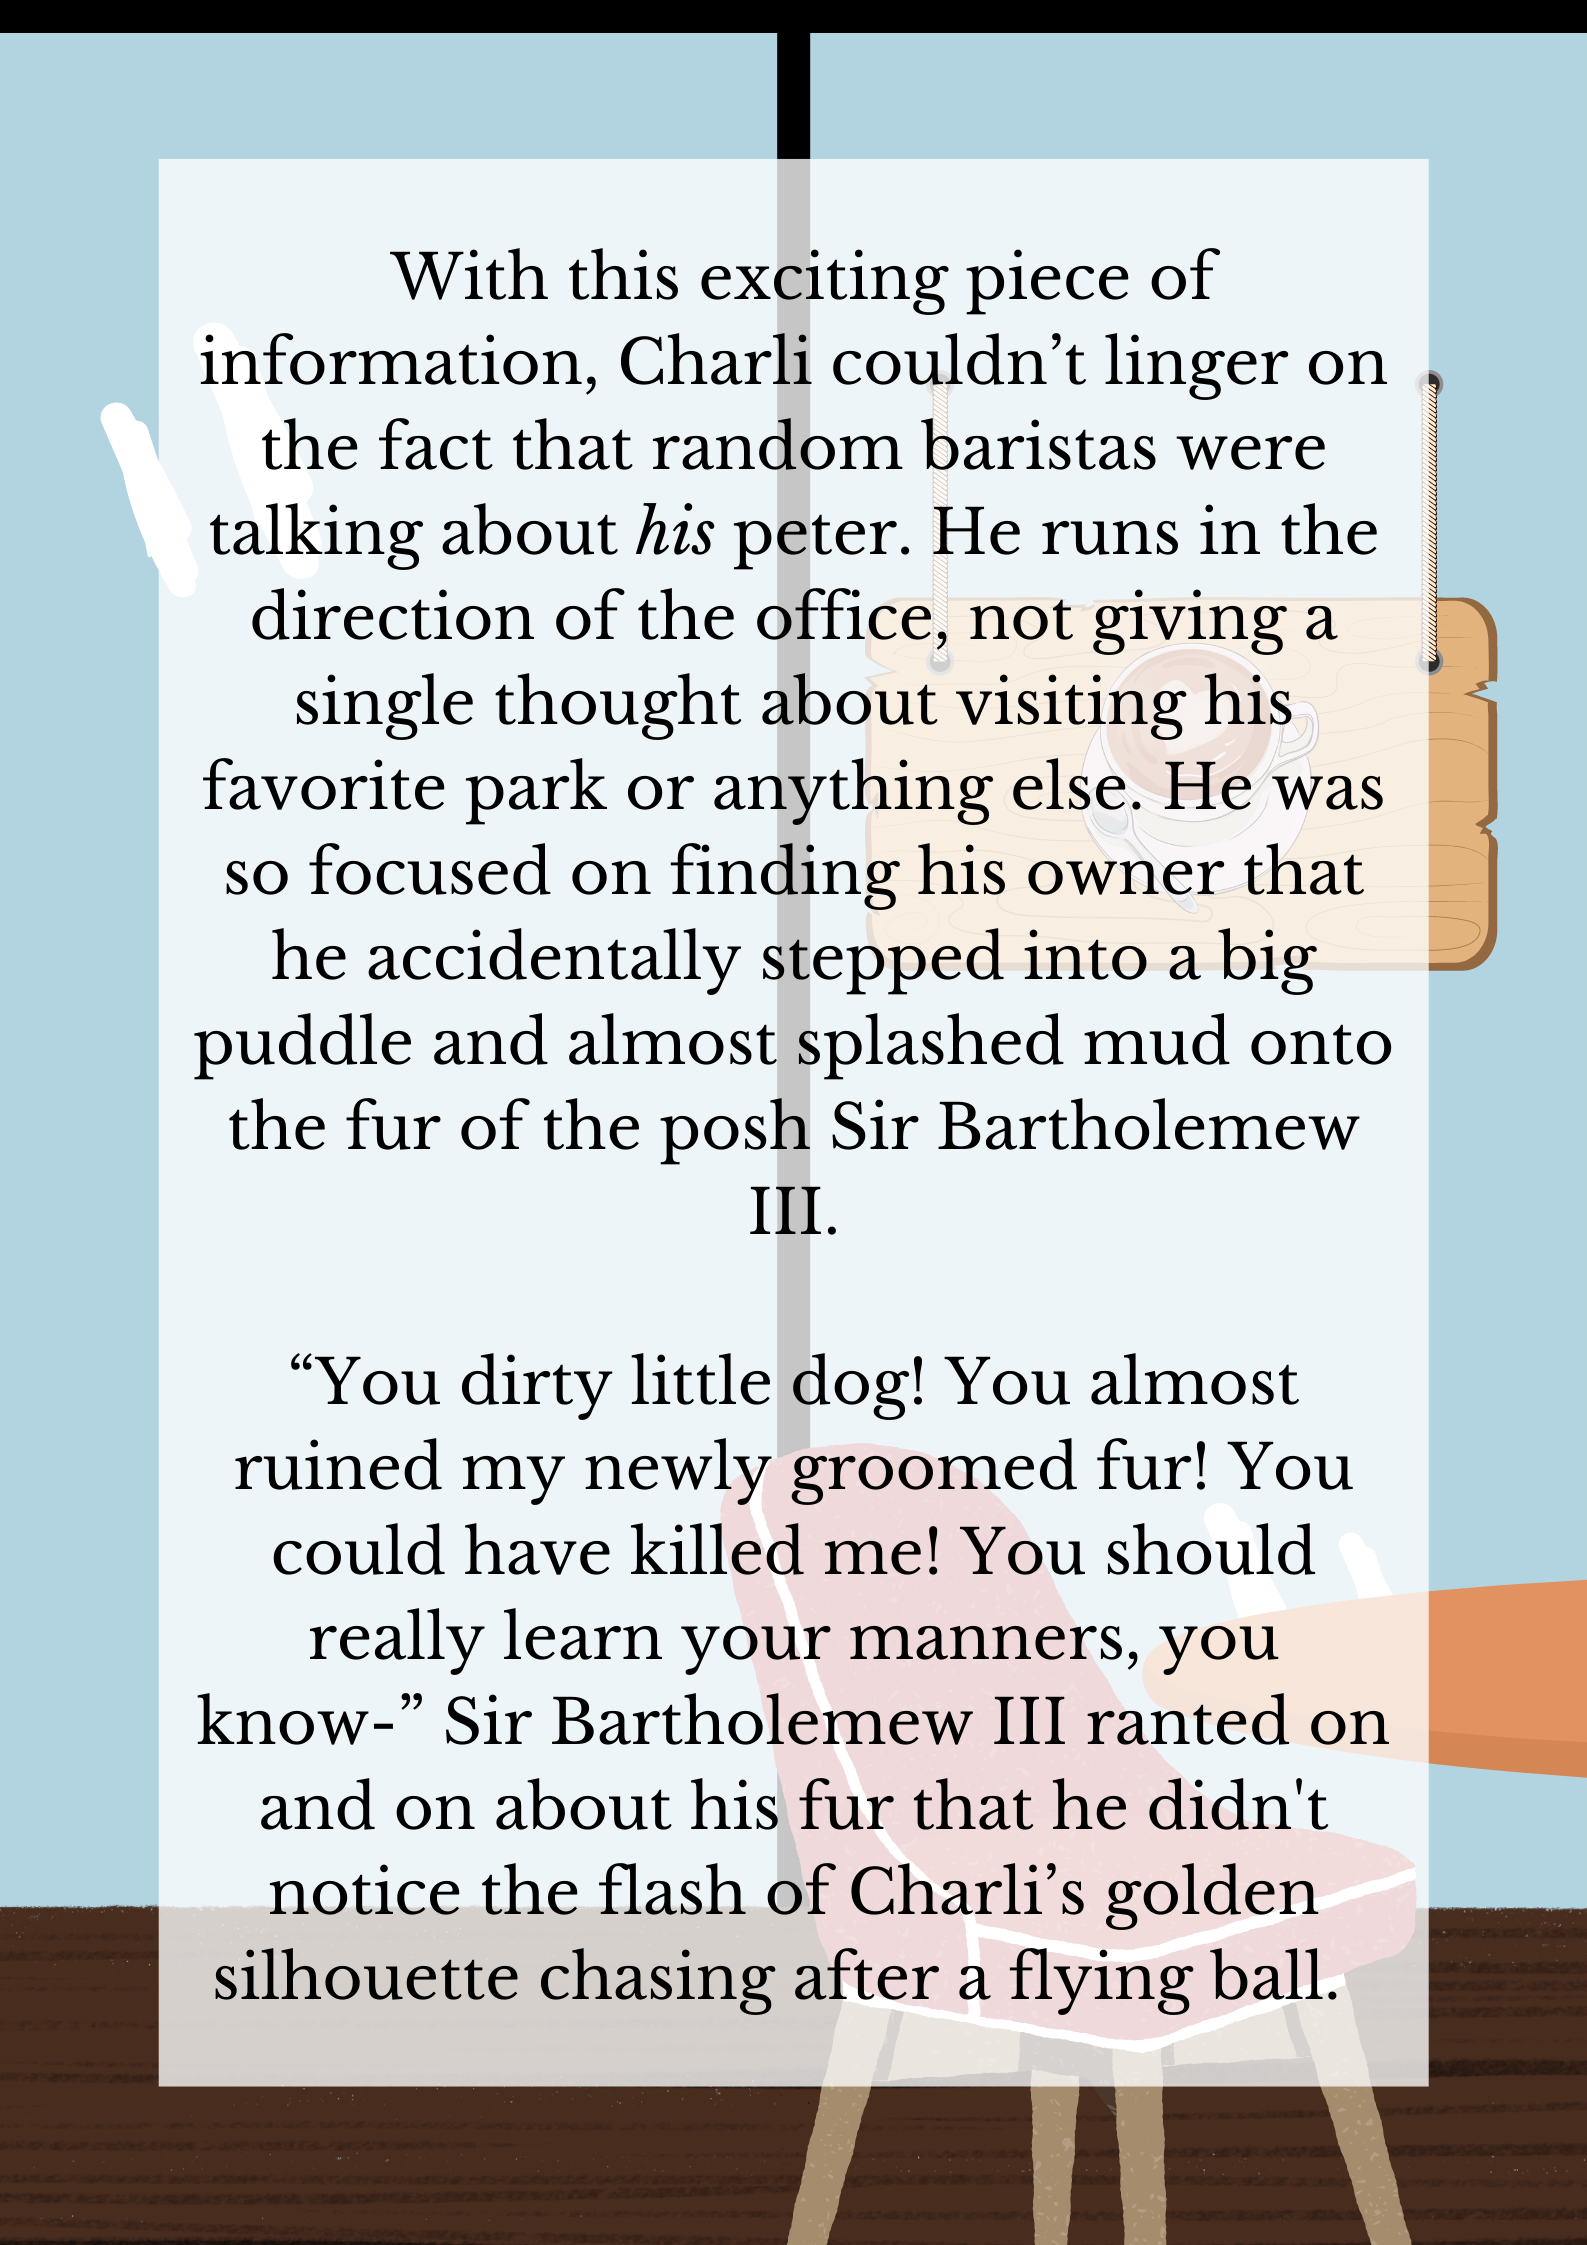 With this exciting piece of
information, Charli couldn’t linger on
the fact that random baristas were
talking about his peter. He runs in the
direction of the office, not giving a
single thought about visiting his
favorite park or anything else. He was
so focused on finding his owner that
he accidentally stepped into a big
puddle and almost splashed mud onto
the fur of the posh Sir Bartholemew
III.
“You dirty little dog! You almost
ruined my newly groomed fur! You
could have killed me! You should
really learn your manners, you
know-” Sir Bartholemew III ranted on
and on about his fur that he didn't
notice the flash of Charli’s golden
silhouette chasing after a flying ball.